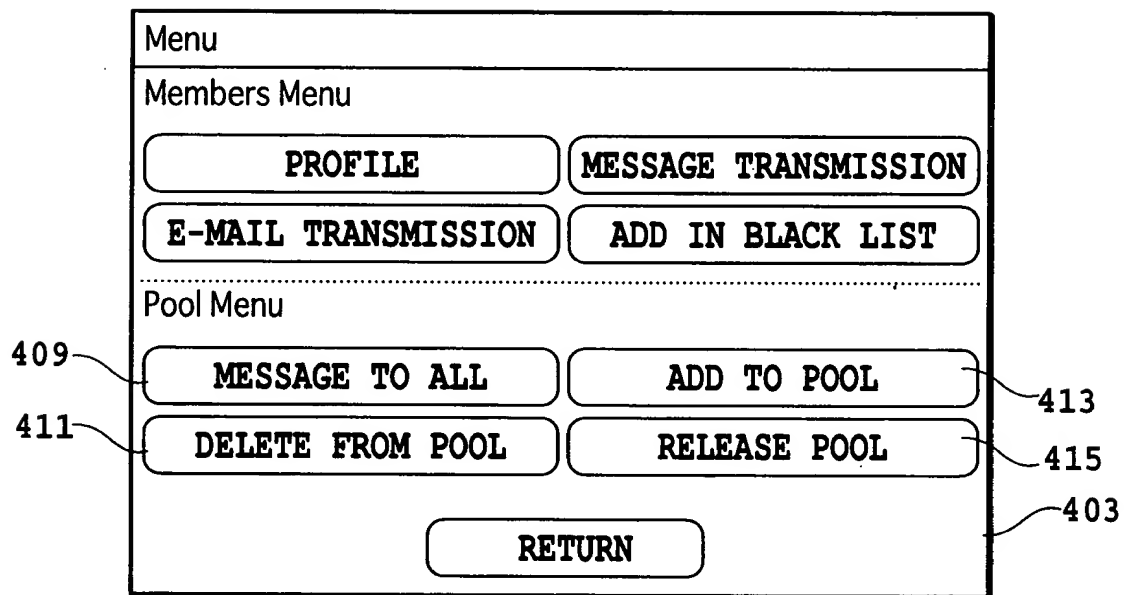 Menu
Members Menu
PROFILE MESSAGE TRANSMISSION
E-MAIL TRANSMISSION ADD IN BLACK LIST
Pool Menu
409 MESSAGE TO ALL ADD TO POOL 413
411 DELETE FROM POOL RELEASE POOL 415
403
RETURN